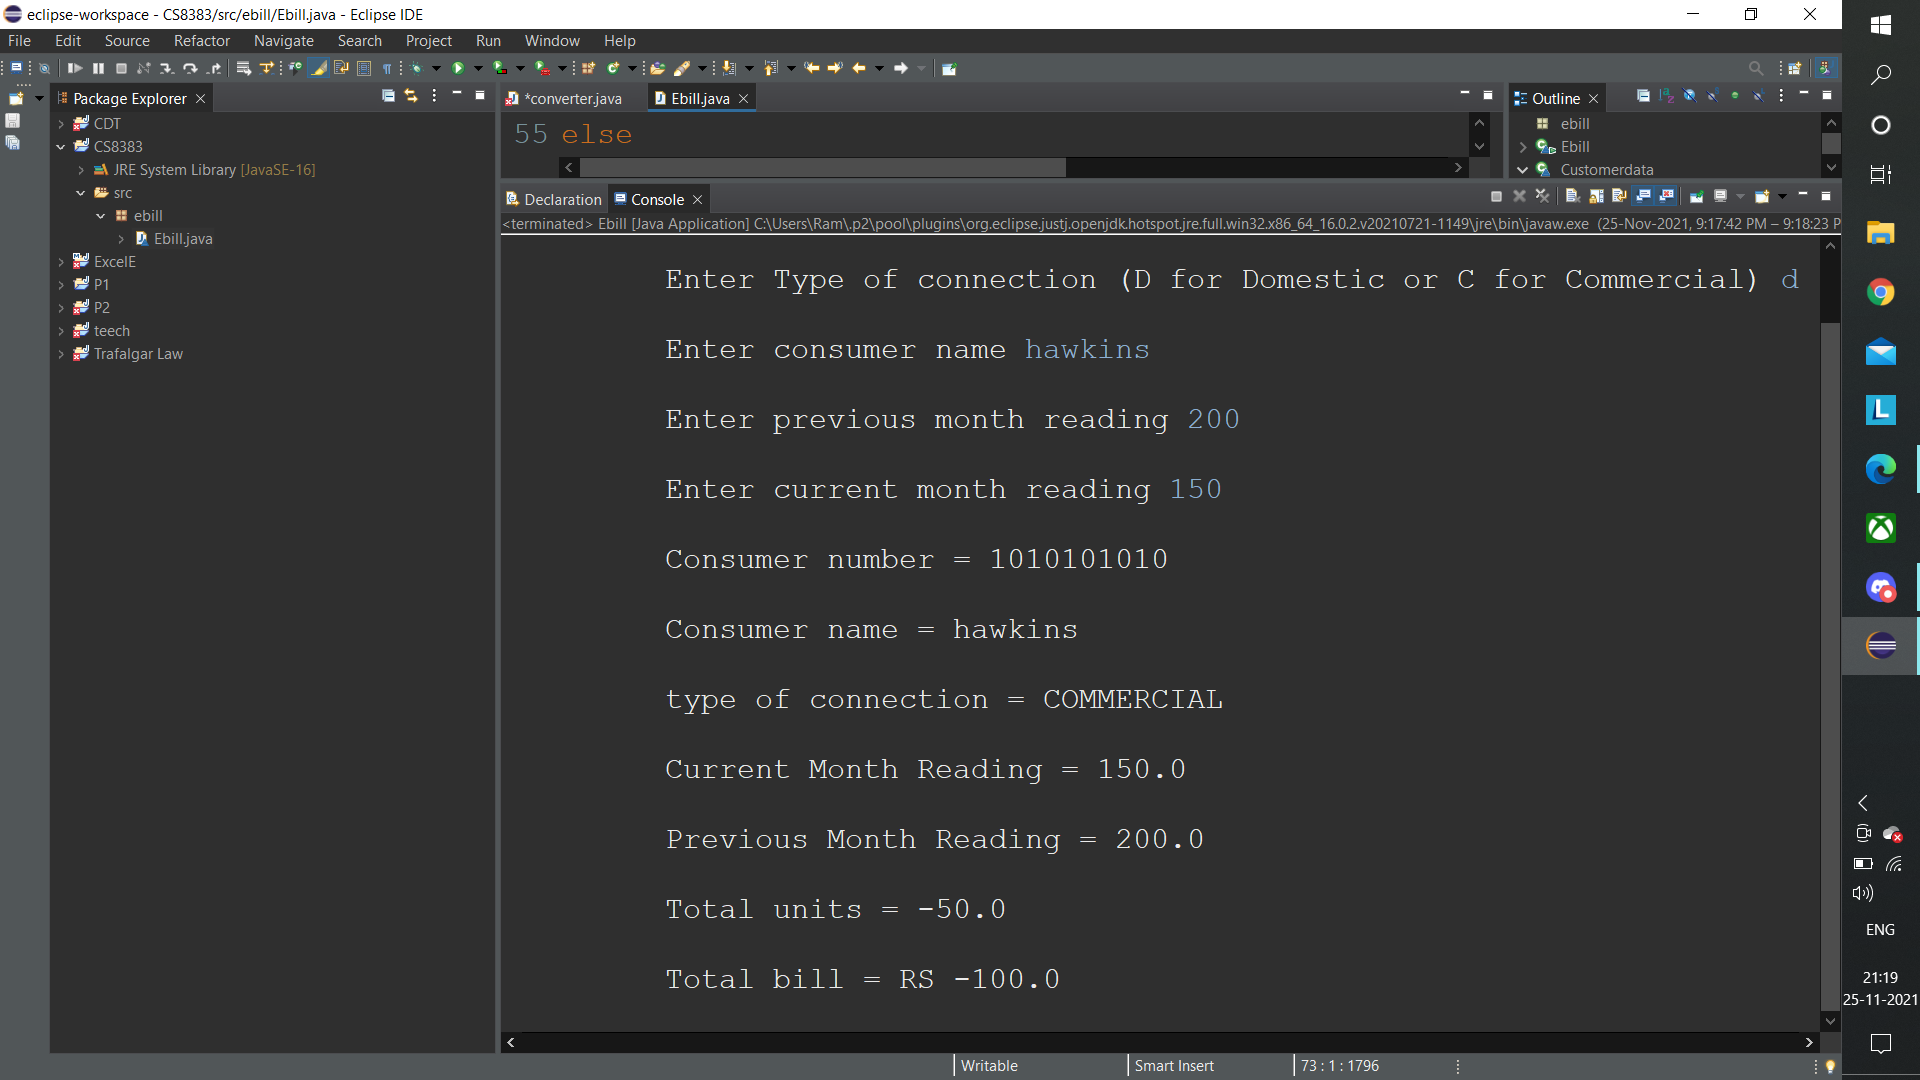 eclipse-workspace - CS8383/src/ebill/Ebill.java - Eclipse IDE
File Edit Source Refactor Navigate Search Project Run Window Help
Package Explorer
*converter.java
Ebill.java
Outline
CDT
CS8383
JRE System Library [JavaSE-16]
src
ebill
Ebill.java
ExcelE
P1
P2
teech
Trafalgar Law
55 else
ebill
Ebill
Customerdata
Declaration
Console
<terminated> Ebill [Java Application] C:\Users\Ram\.p2\pool\plugins\org.eclipse.justj.openjdk.hotspot.jre.full.win32.x86_64_16.0.2.v20210721-1149\jre\bin\javaw.exe (25-Nov-2021, 9:17:42 PM – 9:18:23 P
Enter Type of connection (D for Domestic or C for Commercial) d
Enter consumer name hawkins
Enter previous month reading 200
Enter current month reading 150
Consumer number = 1010101010
Consumer name = hawkins
type of connection = COMMERCIAL
Current Month Reading = 150.0
Previous Month Reading = 200.0
Total units = -50.0
Total bill = RS -100.0
Writable
Smart Insert
73 : 1 : 1796
ENG
21:19
25-11-2021